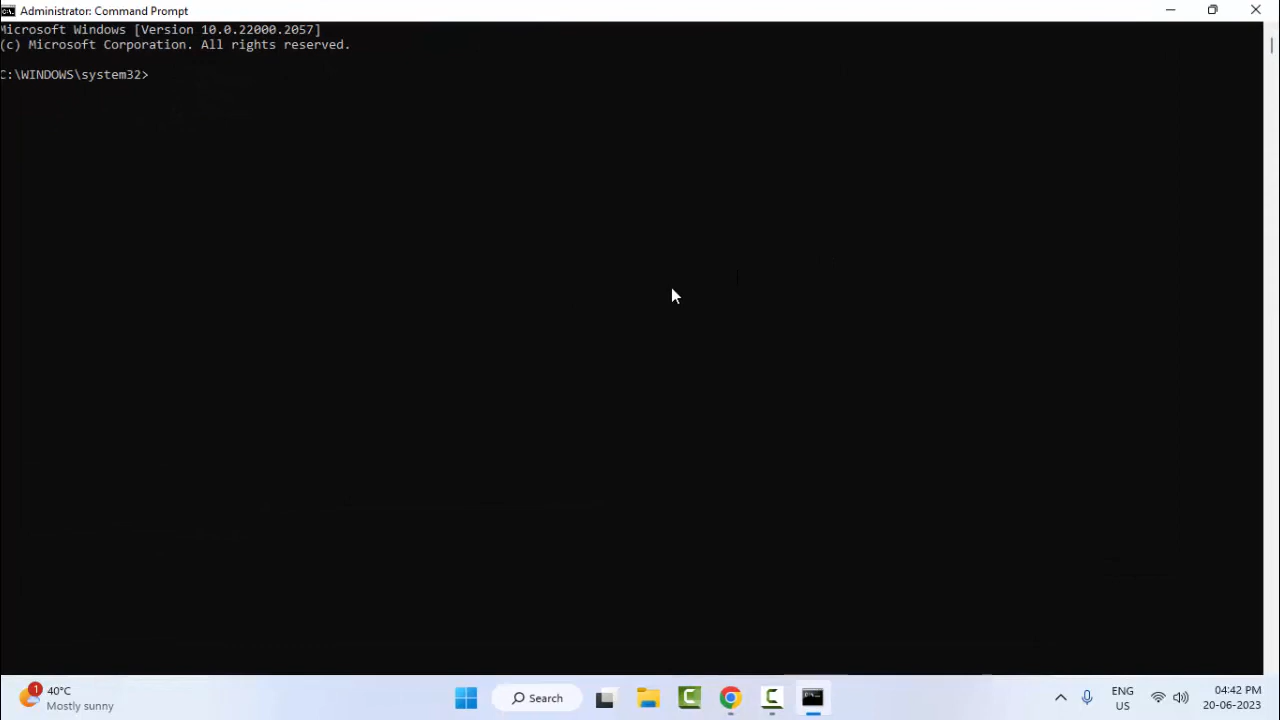 Administrator: Command Prompt
Microsoft Windows [Version 10.0.22000.2057]
(c) Microsoft Corporation. All rights reserved.
C:\WINDOWS\system32>
1
40°C
Mostly sunny
Search
ENG
US
04:42 PM
20-06-2023